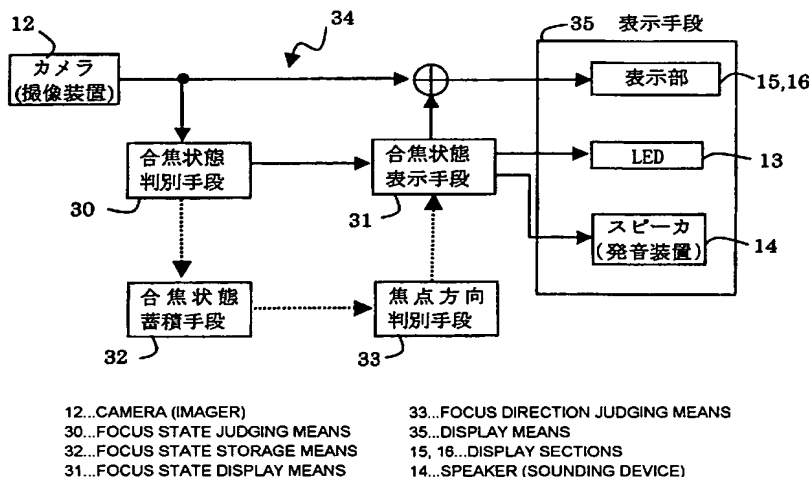 12
34
35 表示手段
カメラ
(撮像装置)
表示部
15,16
合焦状態
判別手段
30
合焦状態
表示手段
31
LED
13
スピーカ
(発音装置)
14
合焦状態
蓄積手段
32
焦点方向
判別手段
33
12...CAMERA (IMAGER)
30...FOCUS STATE JUDGING MEANS
32...FOCUS STATE STORAGE MEANS
31...FOCUS STATE DISPLAY MEANS
33...FOCUS DIRECTION JUDGING MEANS
35...DISPLAY MEANS
15, 16...DISPLAY SECTIONS
14...SPEAKER (SOUNDING DEVICE)